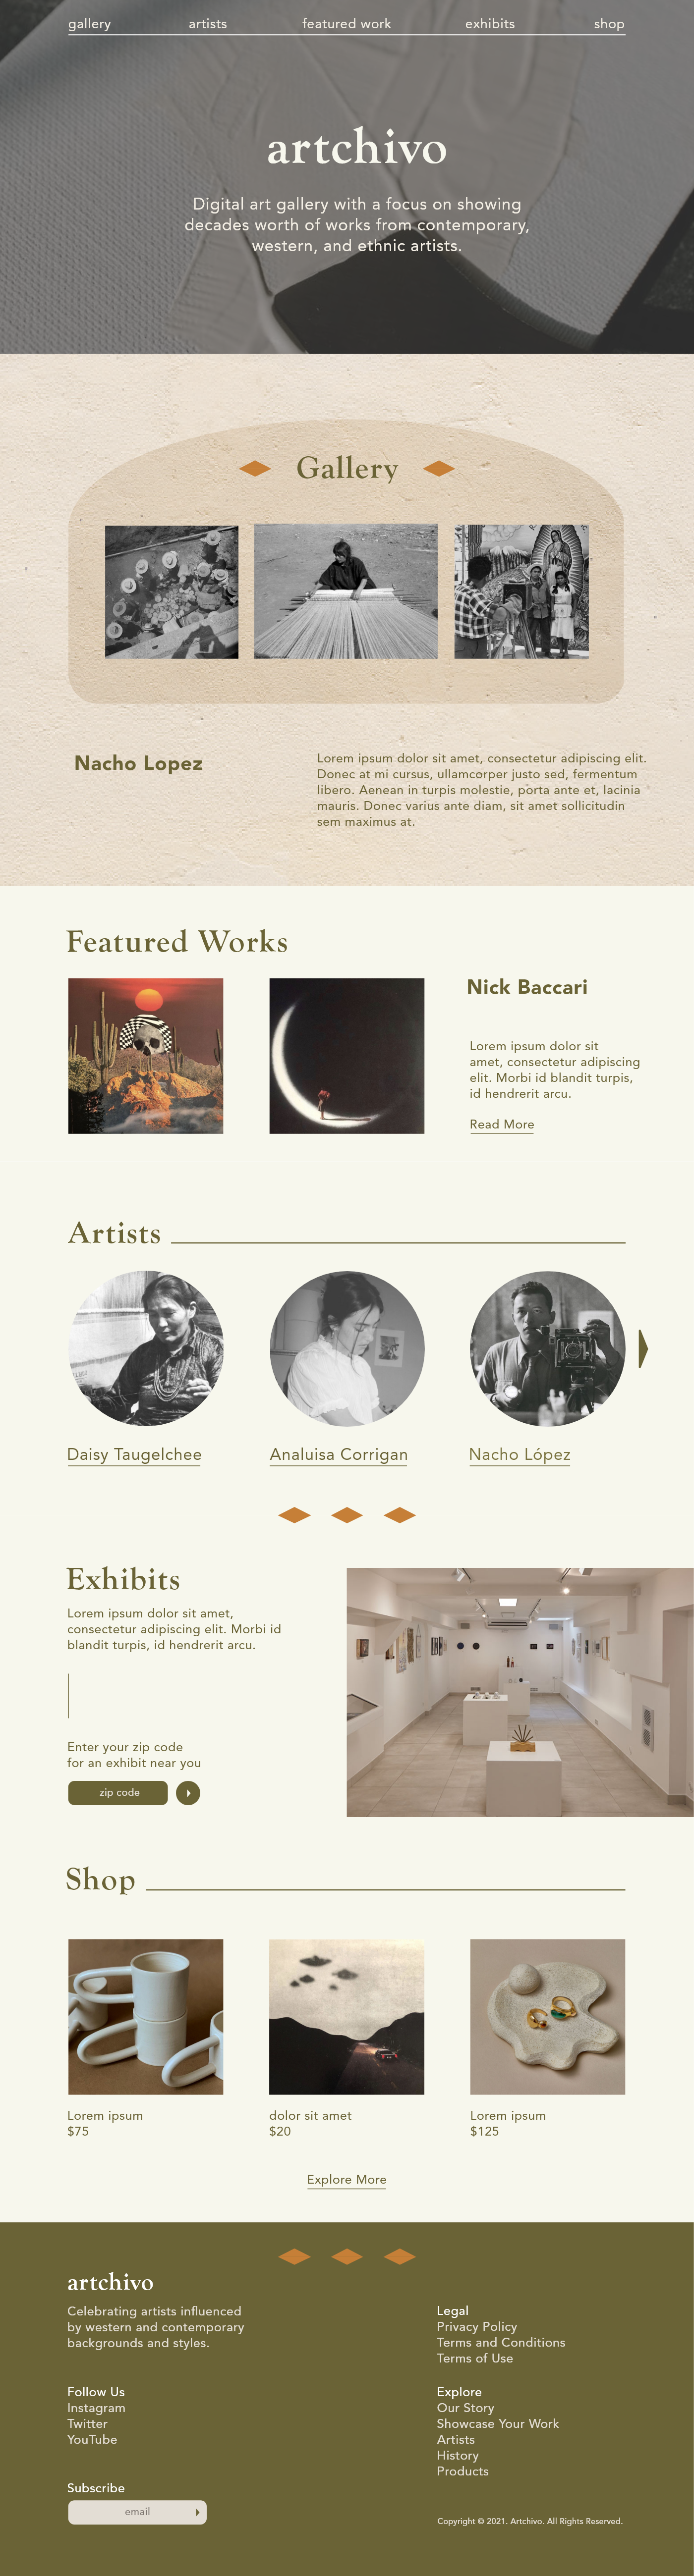 gallery artists featured work exhibits shop
artchivo
Digital art gallery with a focus on showing
decades worth of works from contemporary,
western, and ethnic artists.
Gallery
Nacho Lopez
Lorem ipsum dolor sit amet, consectetur adipiscing elit.
Donec at mi cursus, ullamcorper justo sed, fermentum
libero. Aenean in turpis molestie, porta ante et, lacinia
mauris. Donec varius ante diam, sit amet sollicitudin
sem maximus at.
Featured Works
Nick Baccari
Lorem ipsum dolor sit
amet, consectetur adipiscing
elit. Morbi id blandit turpis,
id hendrerit arcu.
Read More
Artists
Daisy Taugelchee
Analuisa Corrigan
Nacho López
Exhibits
Lorem ipsum dolor sit amet,
consectetur adipiscing elit. Morbi id
blandit turpis, id hendrerit arcu.
Enter your zip code
for an exhibit near you
zip code
Shop
Lorem ipsum
$75
dolor sit amet
$20
Lorem ipsum
$125
Explore More
artchivo
Celebrating artists influenced
by western and contemporary
backgrounds and styles.
Follow Us
Instagram
Twitter
YouTube
Subscribe
email
Legal
Privacy Policy
Terms and Conditions
Terms of Use
Explore
Our Story
Showcase Your Work
Artists
History
Products
Copyright © 2021. Artchivo. All Rights Reserved.